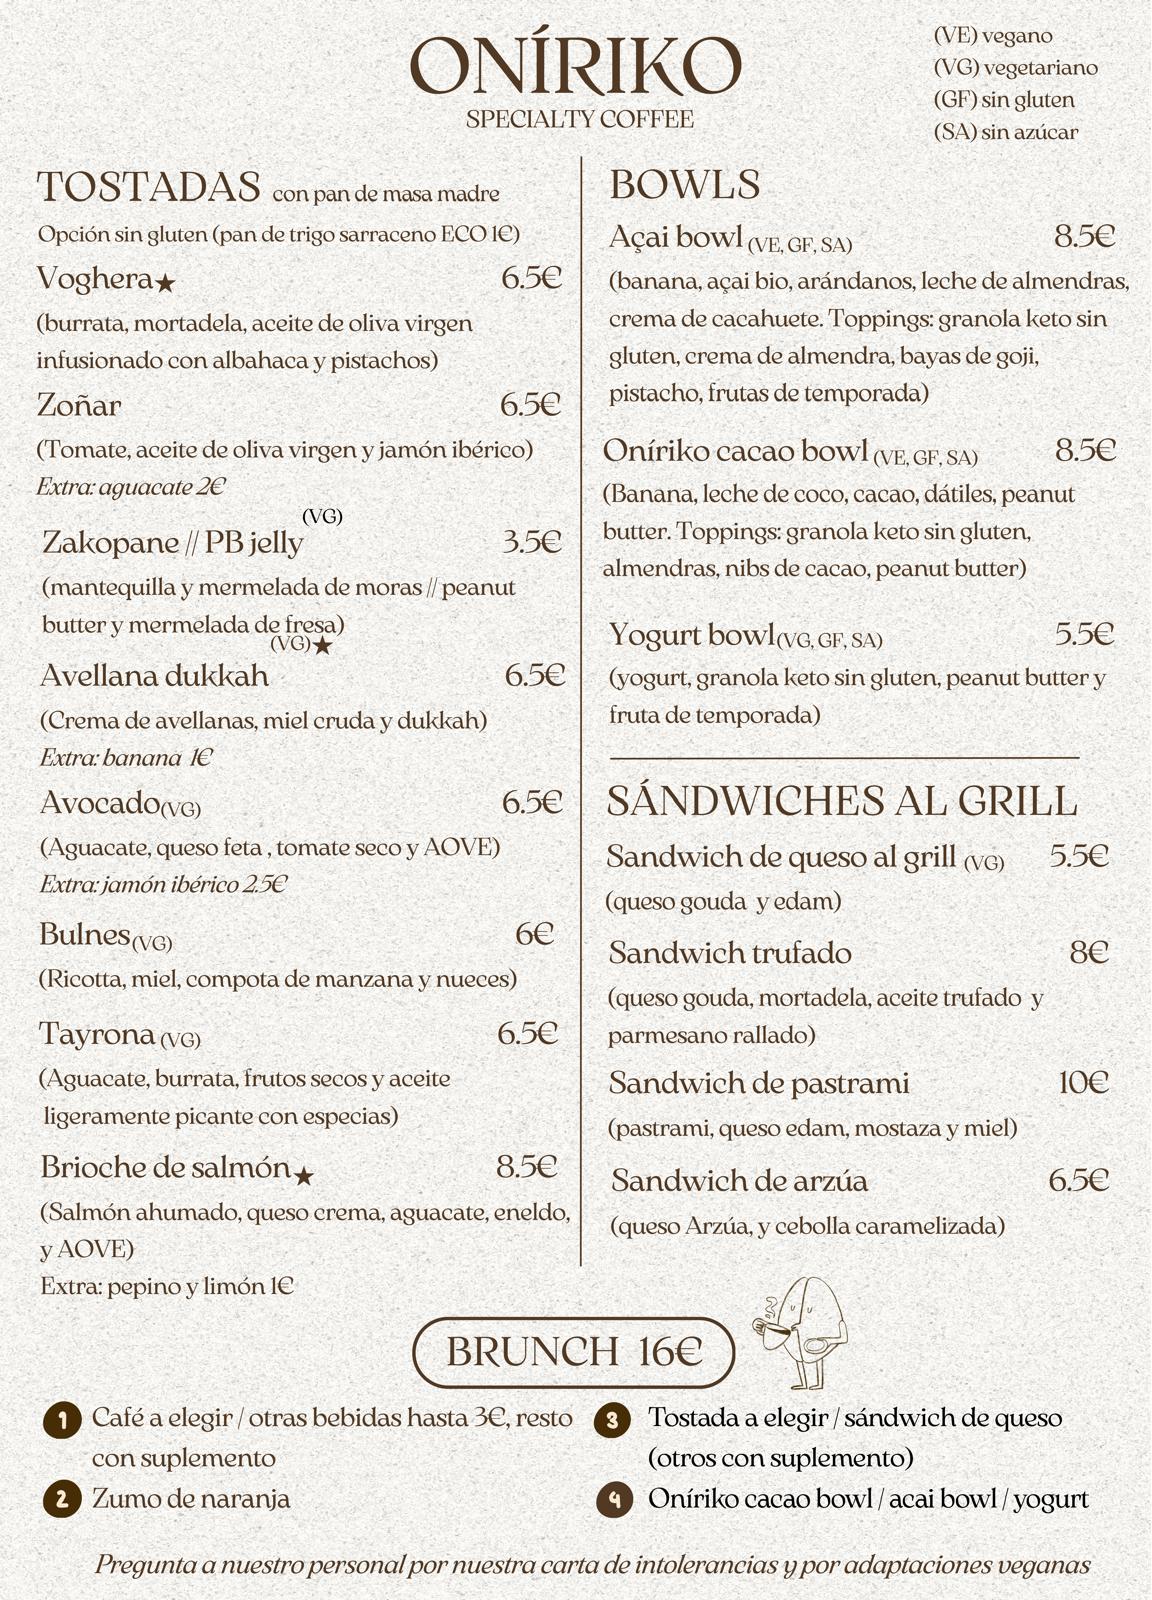 ONÍRIKO
SPECIALTY COFFEE
(VE) vegano
(VG) vegetariano
(GF) sin gluten
(SA) sin azúcar
TOSTADAS con pan de masa madre
Opción sin gluten (pan de trigo sarraceno ECO 1€)
Voghera★ 6.5€
(burrata, mortadela, aceite de oliva virgen
infusionado con albahaca y pistachos)
Zoñar 6.5€
(Tomate, aceite de oliva virgen y jamón ibérico)
Extra: aguacate 2€
(VG)
Zakopane // PB jelly 3.5€
(mantequilla y mermelada de moras // peanut
butter y mermelada de fresa)
(VG)★
Avellana dukkah 6.5€
(Crema de avellanas, miel cruda y dukkah)
Extra: banana 1€
Avocado(VG) 6.5€
(Aguacate, queso feta , tomate seco y AOVE)
Extra: jamón ibérico 2.5€
Bulnes(VG) 6€
(Ricotta, miel, compota de manzana y nueces)
Tayrona (VG) 6.5€
(Aguacate, burrata, frutos secos y aceite
ligeramente picante con especias)
Brioche de salmón★ 8.5€
(Salmón ahumado, queso crema, aguacate, eneldo,
y AOVE)
Extra: pepino y limón 1€
BOWLS
Açai bowl (VE, GF, SA) 8.5€
(banana, açai bio, arándanos, leche de almendras,
crema de cacahuete. Toppings: granola keto sin
gluten, crema de almendra, bayas de goji,
pistacho, frutas de temporada)
Oníriko cacao bowl (VE, GF, SA) 8.5€
(Banana, leche de coco, cacao, dátiles, peanut
butter. Toppings: granola keto sin gluten,
almendras, nibs de cacao, peanut butter)
Yogurt bowl(VG, GF, SA) 5.5€
(yogurt, granola keto sin gluten, peanut butter y
fruta de temporada)
SÁNDWICHES AL GRILL
Sandwich de queso al grill (VG) 5.5€
(queso gouda y edam)
Sandwich trufado 8€
(queso gouda, mortadela, aceite trufado y
parmesano rallado)
Sandwich de pastrami 10€
(pastrami, queso edam, mostaza y miel)
Sandwich de arzúa 6.5€
(queso Arzúa, y cebolla caramelizada)
BRUNCH 16€
1 Café a elegir / otras bebidas hasta 3€, resto
con suplemento
2 Zumo de naranja
3 Tostada a elegir / sándwich de queso
(otros con suplemento)
4 Oníriko cacao bowl / acai bowl / yogurt
Pregunta a nuestro personal por nuestra carta de intolerancias y por adaptaciones veganas